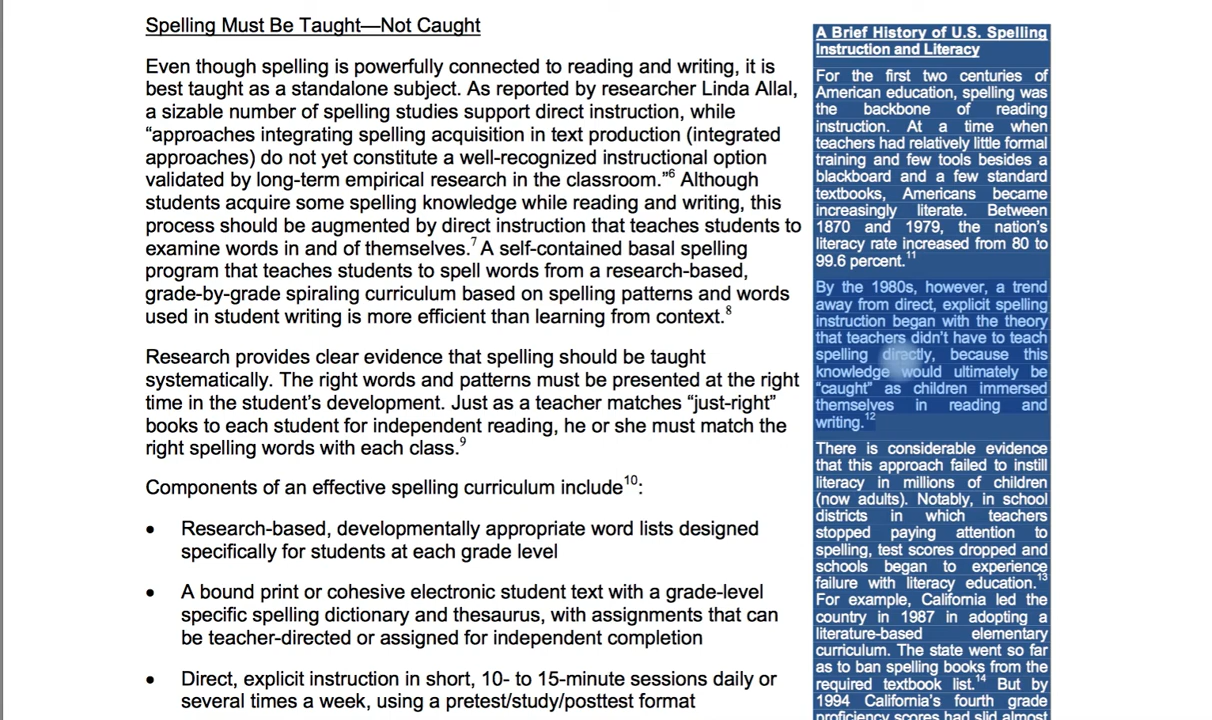 Spelling Must Be Taught—Not Caught
Even though spelling is powerfully connected to reading and writing, it is
best taught as a standalone subject. As reported by researcher Linda Allal,
a sizable number of spelling studies support direct instruction, while
“approaches integrating spelling acquisition in text production (integrated
approaches) do not yet constitute a well-recognized instructional option
validated by long-term empirical research in the classroom.”6 Although
students acquire some spelling knowledge while reading and writing, this
process should be augmented by direct instruction that teaches students to
examine words in and of themselves.7 A self-contained basal spelling
program that teaches students to spell words from a research-based,
grade-by-grade spiraling curriculum based on spelling patterns and words
used in student writing is more efficient than learning from context.8
Research provides clear evidence that spelling should be taught
systematically. The right words and patterns must be presented at the right
time in the student’s development. Just as a teacher matches “just-right”
books to each student for independent reading, he or she must match the
right spelling words with each class.9
Components of an effective spelling curriculum include10:
• Research-based, developmentally appropriate word lists designed
specifically for students at each grade level
• A bound print or cohesive electronic student text with a grade-level
specific spelling dictionary and thesaurus, with assignments that can
be teacher-directed or assigned for independent completion
• Direct, explicit instruction in short, 10- to 15-minute sessions daily or
several times a week, using a pretest/study/posttest format
A Brief History of U.S. Spelling
Instruction and Literacy
For the first two centuries of
American education, spelling was
the backbone of reading
instruction. At a time when
teachers had relatively little formal
training and few tools besides a
blackboard and a few standard
textbooks, Americans became
increasingly literate. Between
1870 and 1979, the nation’s
literacy rate increased from 80 to
99.6 percent.11
By the 1980s, however, a trend
away from direct, explicit spelling
instruction began with the theory
that teachers didn’t have to teach
spelling directly, because this
knowledge would ultimately be
“caught” as children immersed
themselves in reading and
writing.12
There is considerable evidence
that this approach failed to instill
literacy in millions of children
(now adults). Notably, in school
districts in which teachers
stopped paying attention to
spelling, test scores dropped and
schools began to experience
failure with literacy education.13
For example, California led the
country in 1987 in adopting a
literature-based elementary
curriculum. The state went so far
as to ban spelling books from the
required textbook list.14 But by
1994 California’s fourth grade
proficiency scores had slid almost